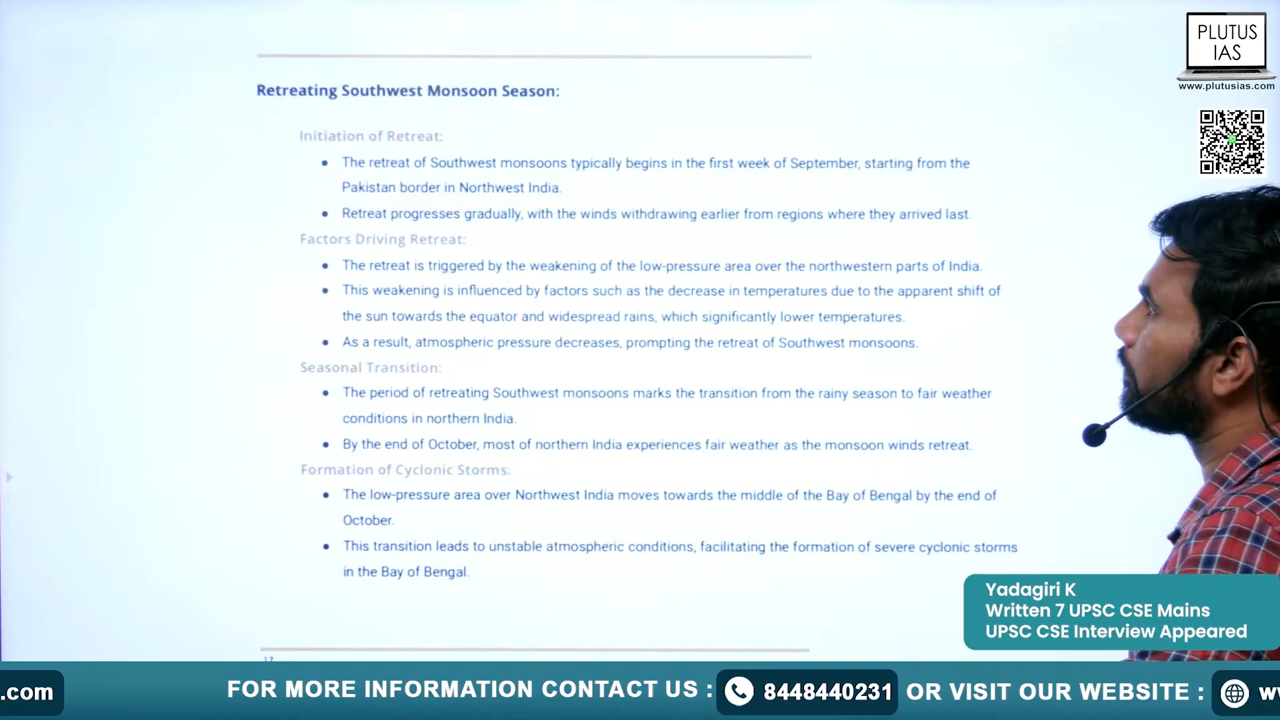 PLUTUS
IAS
www.plutusias.com
Retreating Southwest Monsoon Season:
Initiation of Retreat:
• The retreat of Southwest monsoons typically begins in the first week of September, starting from the
Pakistan border in Northwest India.
• Retreat progresses gradually, with the winds withdrawing earlier from regions where they arrived last.
Factors Driving Retreat:
• The retreat is triggered by the weakening of the low-pressure area over the northwestern parts of India.
• This weakening is influenced by factors such as the decrease in temperatures due to the apparent shift of
the sun towards the equator and widespread rains, which significantly lower temperatures.
• As a result, atmospheric pressure decreases, prompting the retreat of Southwest monsoons.
Seasonal Transition:
• The period of retreating Southwest monsoons marks the transition from the rainy season to fair weather
conditions in northern India.
• By the end of October, most of northern India experiences fair weather as the monsoon winds retreat.
Formation of Cyclonic Storms:
• The low-pressure area over Northwest India moves towards the middle of the Bay of Bengal by the end of
October.
• This transition leads to unstable atmospheric conditions, facilitating the formation of severe cyclonic storms
in the Bay of Bengal.
Yadagiri K
Written 7 UPSC CSE Mains
UPSC CSE Interview Appeared
.com FOR MORE INFORMATION CONTACT US : 8448440231 OR VISIT OUR WEBSITE :